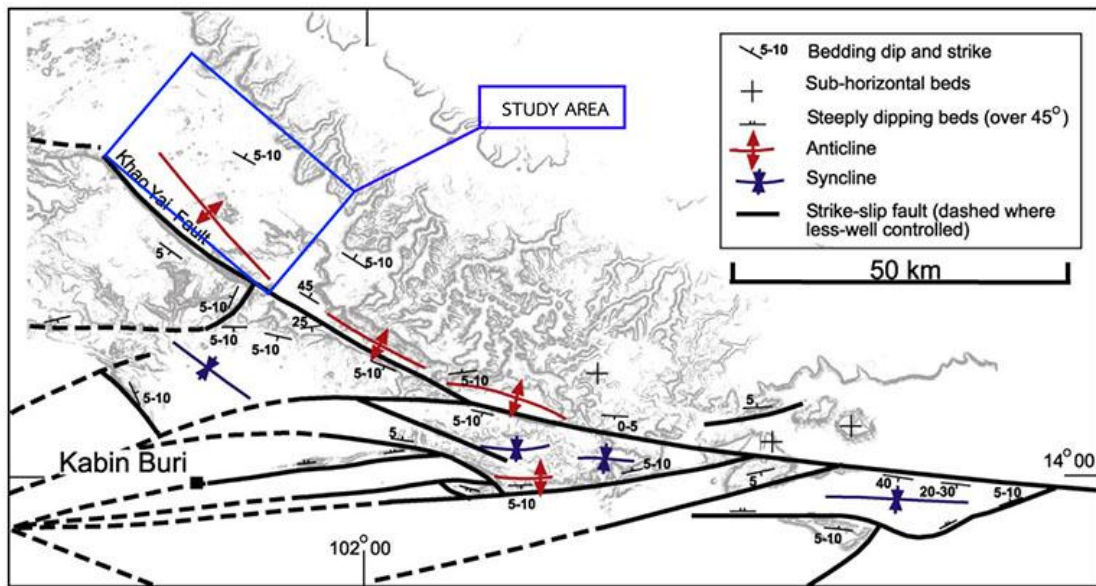 STUDY AREA
5-10 Bedding dip and strike
Sub-horizontal beds
Steeply dipping beds (over 45°)
Anticline
Syncline
Strike-slip fault (dashed where
less-well controlled)
50 km
Khao Yai Fault
5-10
5-10
5
45
5-10
25
5-10
5-10
5-10
5-10
5-10
0-5
5
5
5-10
5-10
5
40
20-30
5-10
5-10
Kabin Buri
14°00
102°00